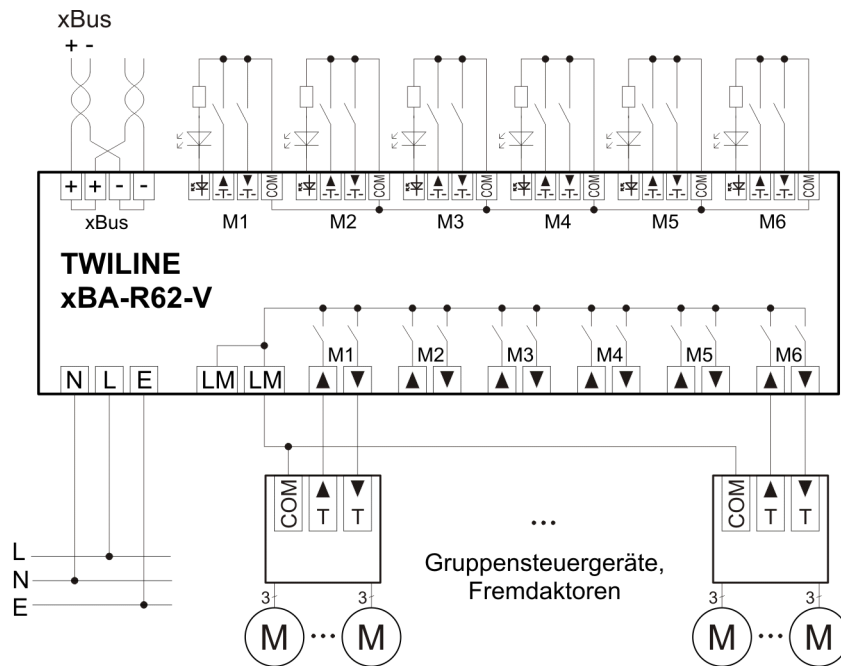 xBus
+ -
+ + - -
xBus
COM COM COM COM COM COM
M1 M2 M3 M4 M5 M6
TWILINE
xBA-R62-V
M1 M2 M3 M4 M5 M6
N L E LM LM
COM T T
COM T T
L
N
E
...
Gruppensteuergeräte,
Fremdaktoren
3 3 3 3
M ... M M ... M